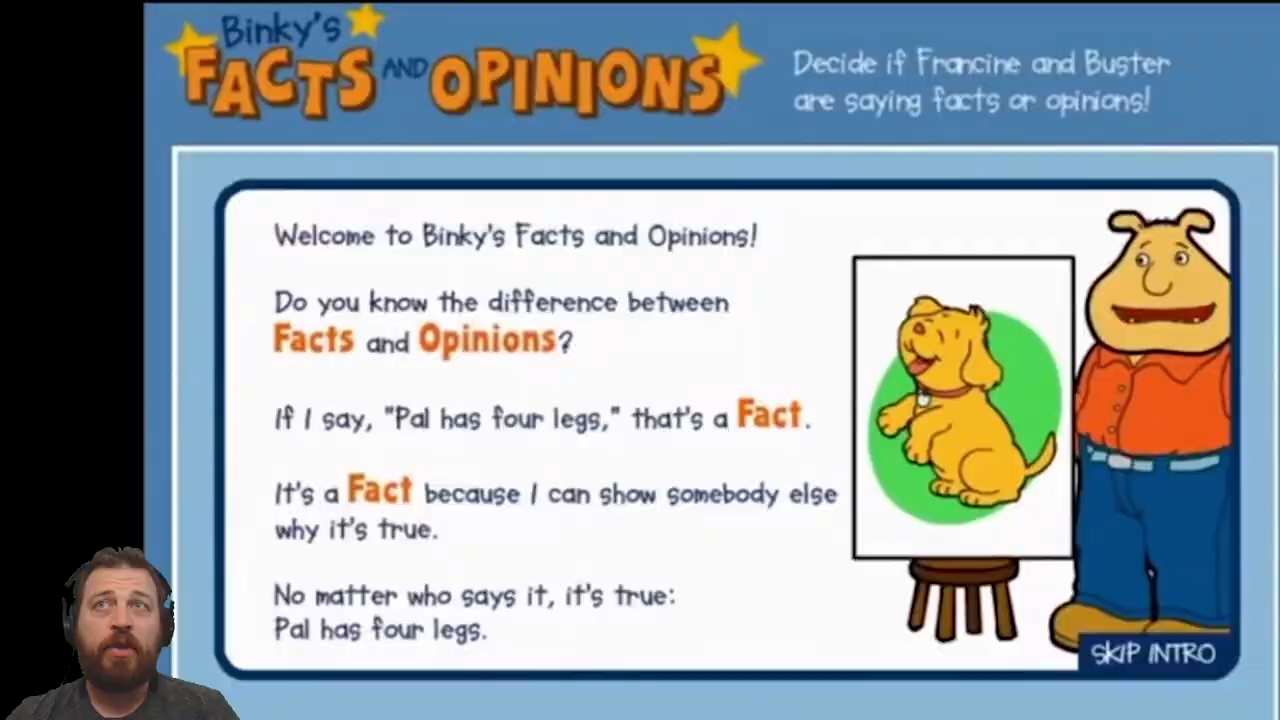 Binky's
FACTS AND OPINIONS
Decide if Francine and Buster
are saying facts or opinions!
Welcome to Binky's Facts and Opinions!
Do you know the difference between
Facts and Opinions?
If I say, "Pal has four legs," that's a Fact.
It's a Fact because I can show somebody else
why it's true.
No matter who says it, it's true:
Pal has four legs.
SKIP INTRO